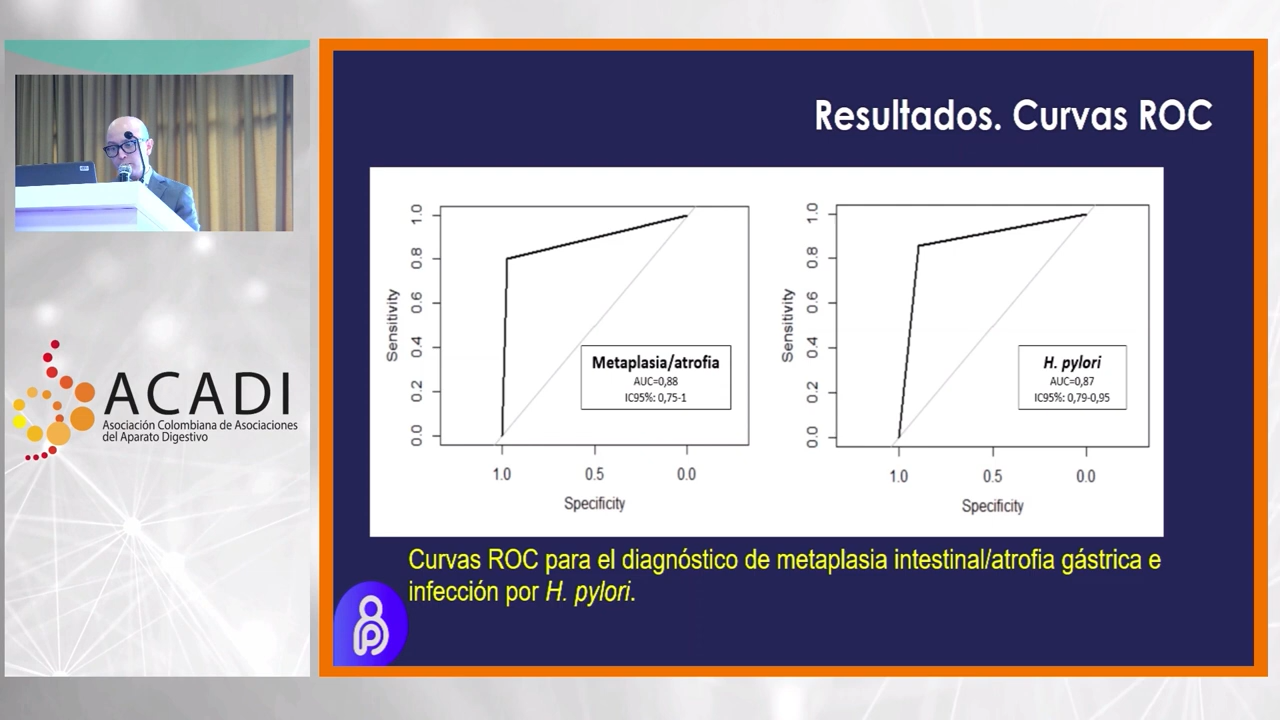 Resultados. Curvas ROC
Sensitivity
1.0
0.8
0.6
0.4
0.2
0.0
Metaplasia/atrofia
AUC=0,88
IC95%: 0,75-1
1.0 0.5 0.0
Specificity
Sensitivity
1.0
0.8
0.6
0.4
0.2
0.0
H. pylori
AUC=0,87
IC95%: 0,79-0,95
1.0 0.5 0.0
Specificity
Curvas ROC para el diagnóstico de metaplasia intestinal/atrofia gástrica e
infección por H. pylori.
ACADI
Asociación Colombiana de Asociaciones
del Aparato Digestivo